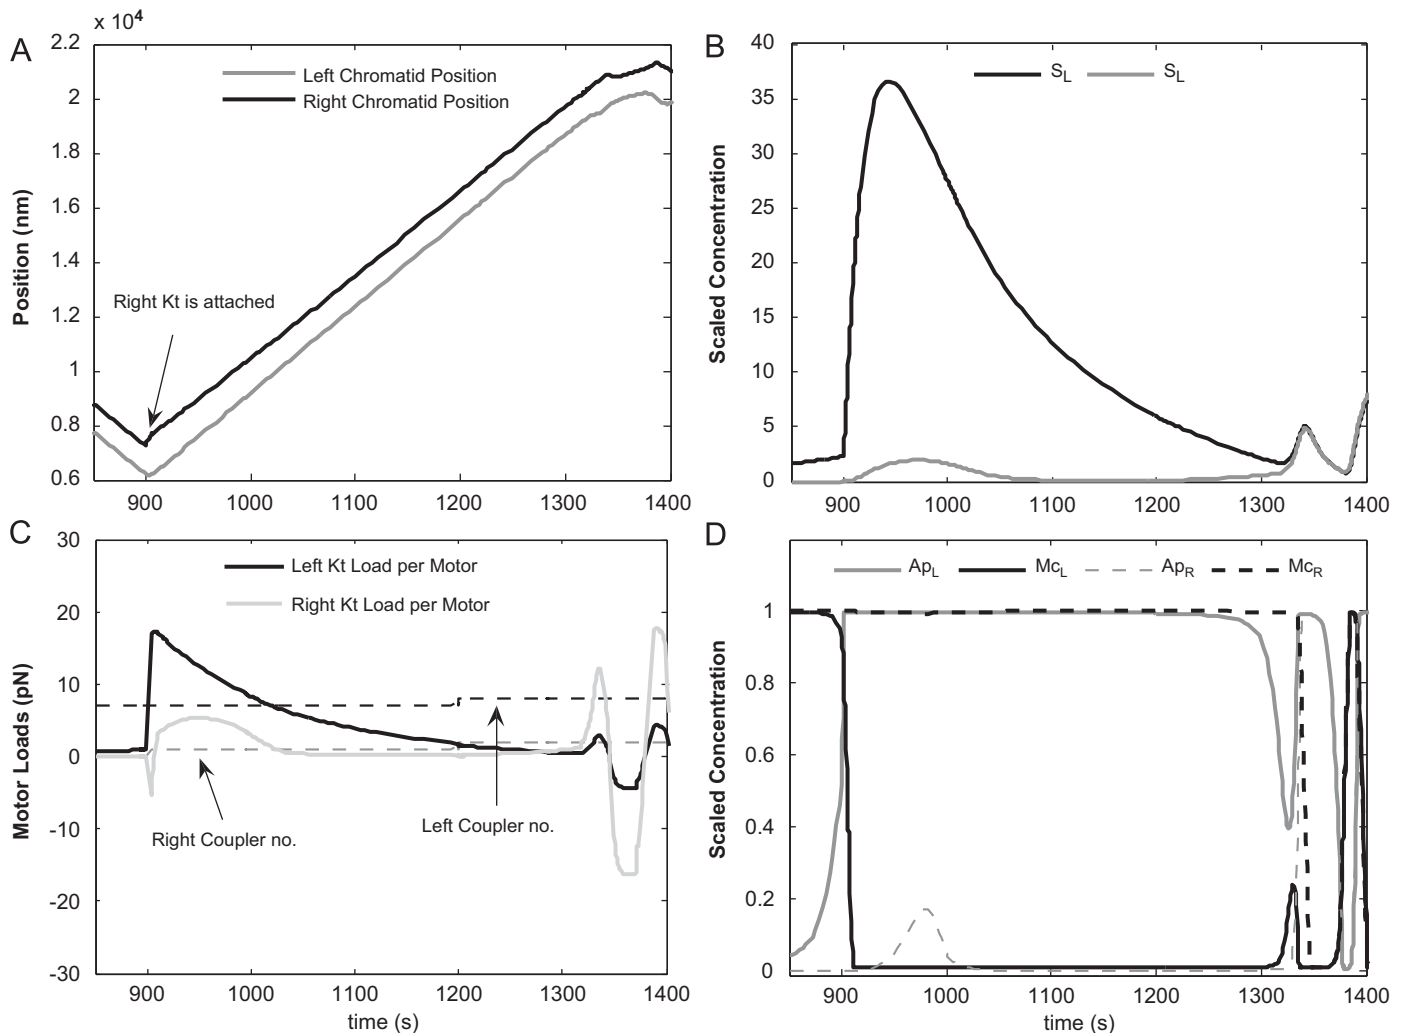 A
x 10⁴
2.2
2
1.8
1.6
1.4
1.2
1
0.8
0.6
Position (nm)
Left Chromatid Position
Right Chromatid Position
Right Kt is attached
900 1000 1100 1200 1300 1400
B
40
35
30
25
20
15
10
5
0
Scaled Concentration
S_L S_L
900 1000 1100 1200 1300 1400
C
30
20
10
0
-10
-20
-30
Motor Loads (pN)
Left Kt Load per Motor
Right Kt Load per Motor
Right Coupler no.
Left Coupler no.
900 1000 1100 1200 1300 1400
time (s)
D
1
0.8
0.6
0.4
0.2
0
Scaled Concentration
Ap_L Mc_L Ap_R Mc_R
900 1000 1100 1200 1300 1400
time (s)